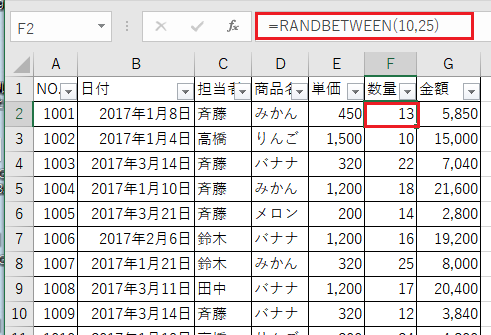 F2 fx =RANDBETWEEN(10,25)
A B C D E F G
1 NO. 日付 担当者 商品名 単価 数量 金額
2 1001 2017年1月8日 斉藤 みかん 450 13 5,850
3 1002 2017年1月4日 高橋 りんご 1,500 10 15,000
4 1003 2017年3月14日 斉藤 バナナ 320 22 7,040
5 1004 2017年1月10日 斉藤 みかん 1,200 18 21,600
6 1005 2017年3月21日 斉藤 メロン 200 14 2,800
7 1006 2017年2月6日 鈴木 バナナ 1,200 16 19,200
8 1007 2017年1月21日 鈴木 みかん 320 25 8,000
9 1008 2017年3月11日 田中 バナナ 1,200 17 20,400
10 1009 2017年3月14日 斉藤 バナナ 320 12 3,840